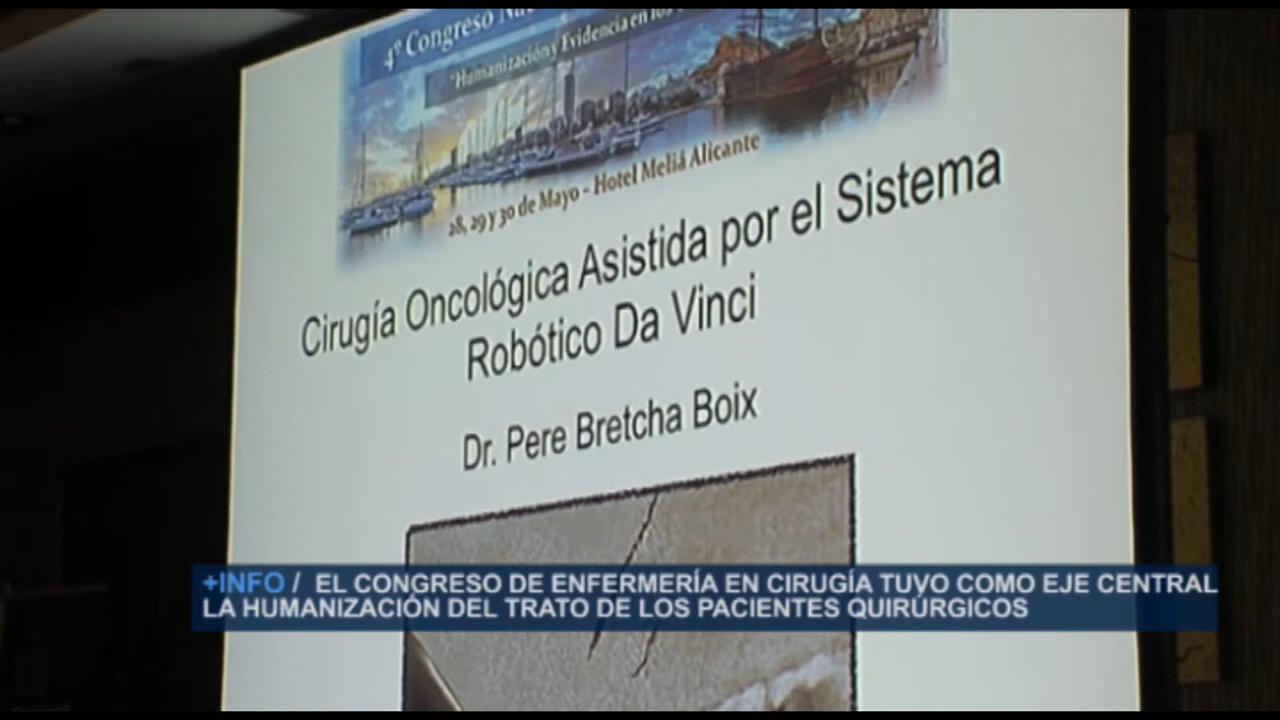 4º Congreso
"Humanización y Evidencia en los
28, 29 y 30 de Mayo - Hotel Meliá Alicante
Cirugía Oncológica Asistida por el Sistema
Robótico Da Vinci
Dr. Pere Bretcha Boix
+INFO / EL CONGRESO DE ENFERMERÍA EN CIRUGÍA TUVO COMO EJE CENTRAL
LA HUMANIZACIÓN DEL TRATO DE LOS PACIENTES QUIRÚRGICOS